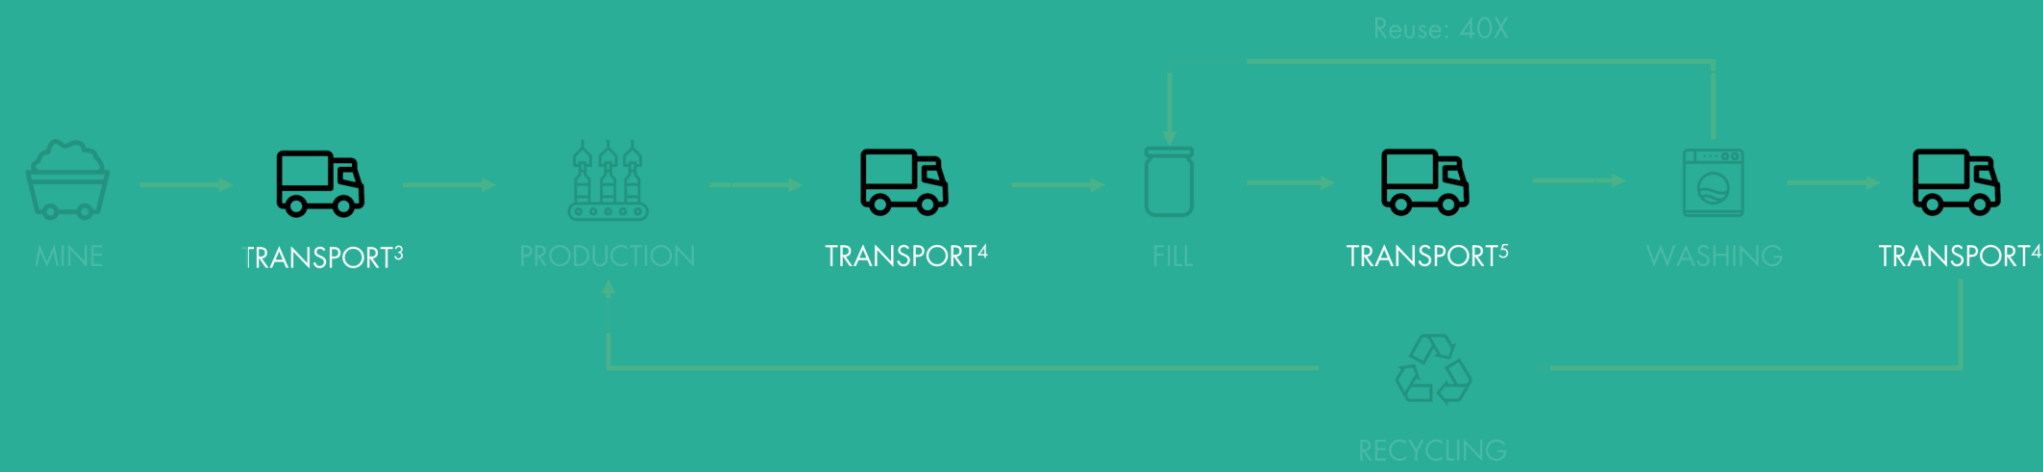 Reuse: 40X
MINE
TRANSPORT³
PRODUCTION
TRANSPORT⁴
FILL
TRANSPORT⁵
WASHING
TRANSPORT⁴
RECYCLING